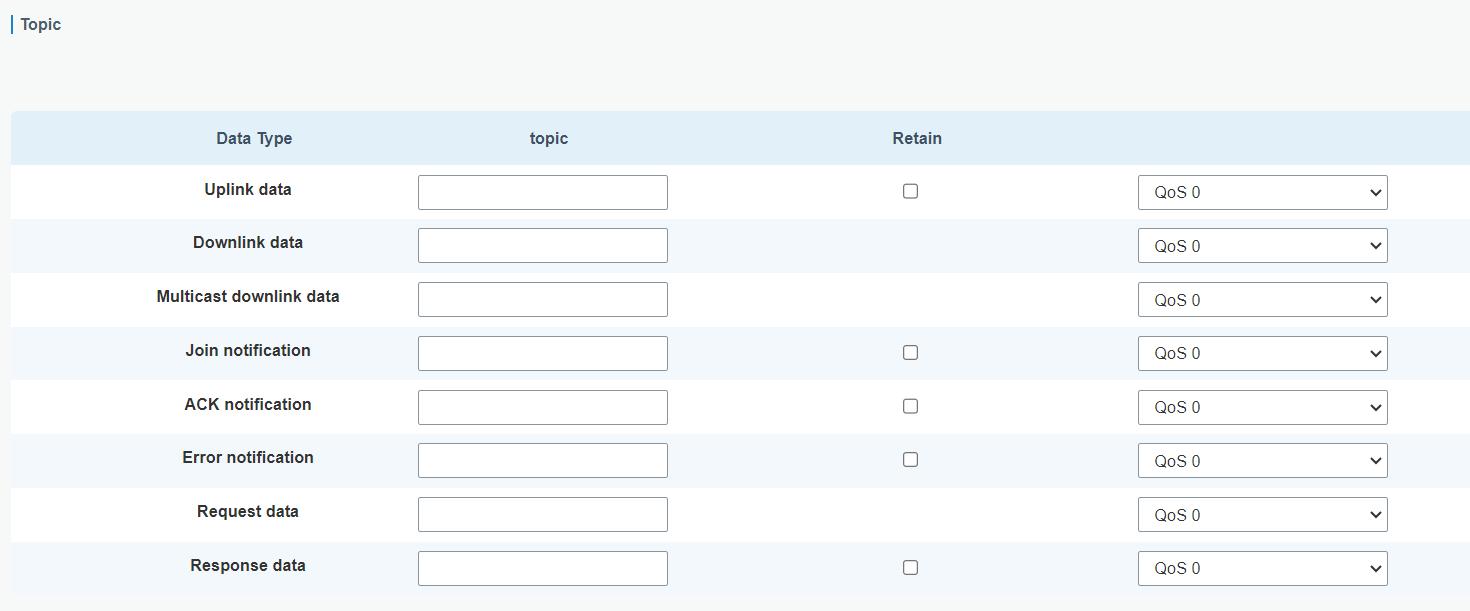 Topic
Data Type topic Retain
Uplink data QoS 0
Downlink data QoS 0
Multicast downlink data QoS 0
Join notification QoS 0
ACK notification QoS 0
Error notification QoS 0
Request data QoS 0
Response data QoS 0